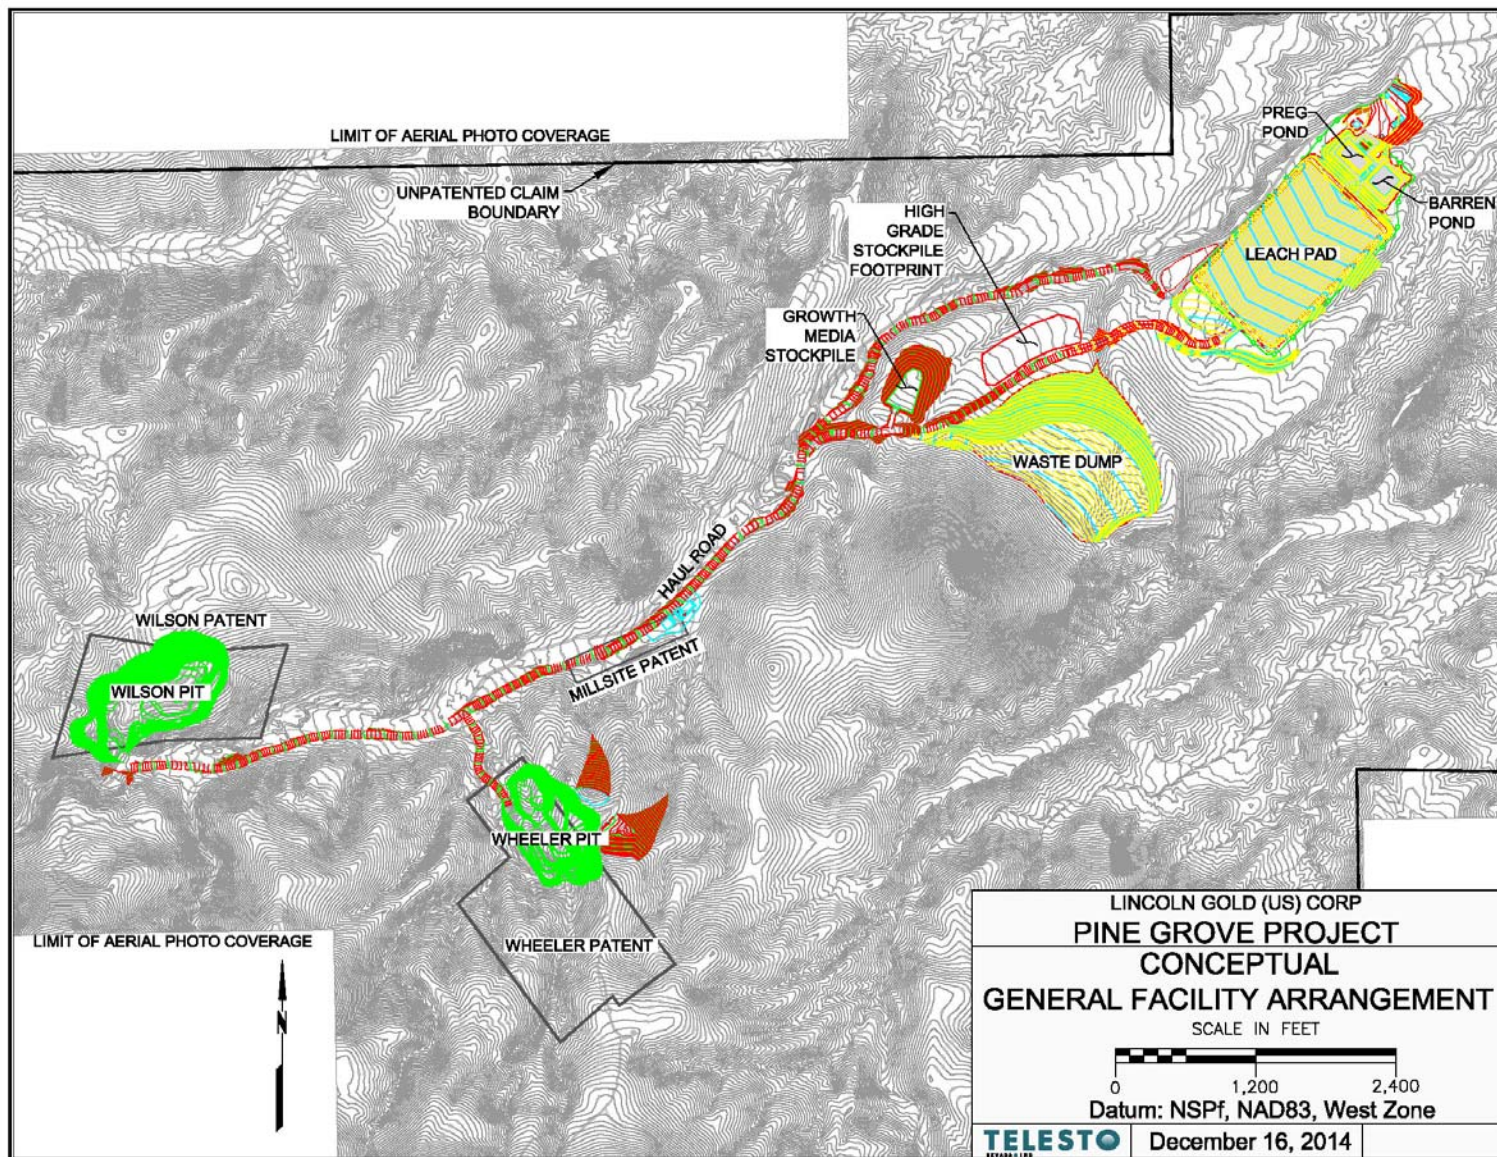 LIMIT OF AERIAL PHOTO COVERAGE
UNPATENTED CLAIM
BOUNDARY
PREG
POND
BARREN
POND
LEACH PAD
HIGH
GRADE
STOCKPILE
FOOTPRINT
GROWTH
MEDIA
STOCKPILE
WASTE DUMP
HAUL ROAD
MILLSITE PATENT
WILSON PATENT
WILSON PIT
WHEELER PIT
WHEELER PATENT
LIMIT OF AERIAL PHOTO COVERAGE
N
LINCOLN GOLD (US) CORP
PINE GROVE PROJECT
CONCEPTUAL
GENERAL FACILITY ARRANGEMENT
SCALE IN FEET
0 1,200 2,400
Datum: NSPf, NAD83, West Zone
TELESTO
December 16, 2014